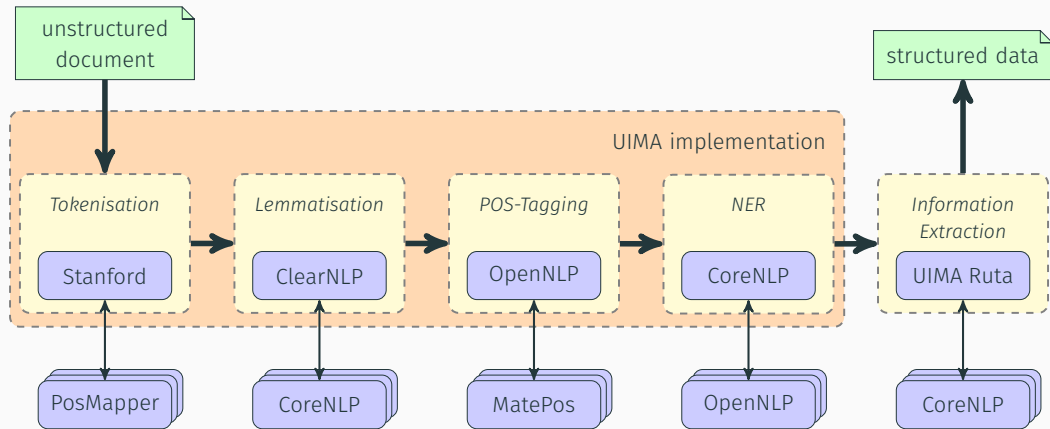 unstructured
document
structured data
UIMA implementation
Tokenisation
Lemmatisation
POS-Tagging
NER
Information
Extraction
Stanford
ClearNLP
OpenNLP
CoreNLP
UIMA Ruta
PosMapper
CoreNLP
MatePos
OpenNLP
CoreNLP